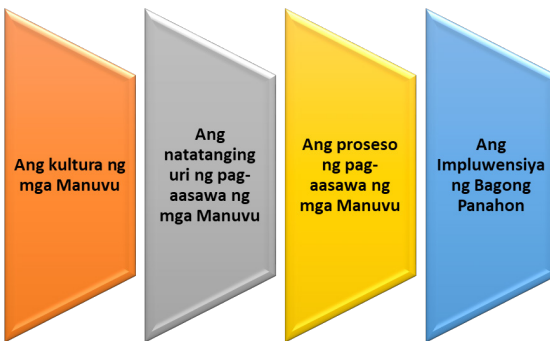 Ang kultura ng
mga Manuvu
Ang
natatanging
uri ng pag-
aasawa ng
mga Manuvu
Ang proseso
ng pag-
aasawa ng
mga Manuvu
Ang
Impluwensiya
ng Bagong
Panahon